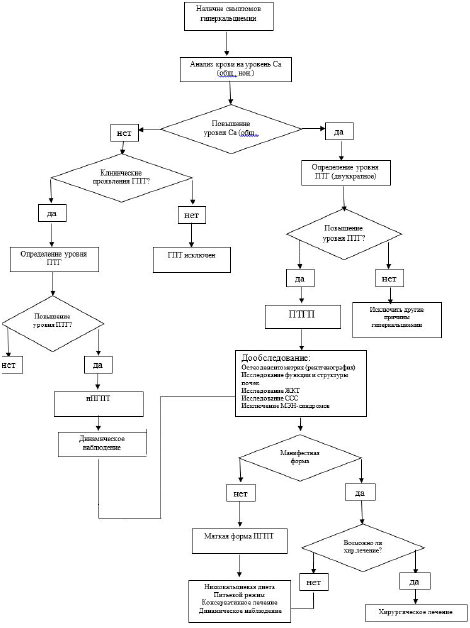 Наличие симптомов
гиперкальциемии
Анализ крови на уровень Ca
(общ., ион.)
Повышение
уровня Ca (общ.,
нет
да
Клинические
проявления ГПТ?
Определение уровня
ПТГ (двукратное)
да
нет
Повышение
уровня ПТГ?
Определение уровня
ПТГ
ГПТ исключен
да
нет
Повышение
уровня ПТГ?
ПГПТ
Исключить другие
причины
гиперкальциемии
нет
да
Дообследование:
Остеоденситометрия (рентгенография)
Исследование функции и структуры
почек
Исследование ЖКТ
Исследование ССС
Исключение МЭН-синдромов
нПГПТ
Динамическое
наблюдение
Манифестная
форма
нет
да
Мягкая форма ПГПТ
Возможно ли
хир.лечение?
Низкокальциевая диета
Питьевой режим
Консервативное лечение
Динамическое наблюдение
нет
да
Хирургическое лечение